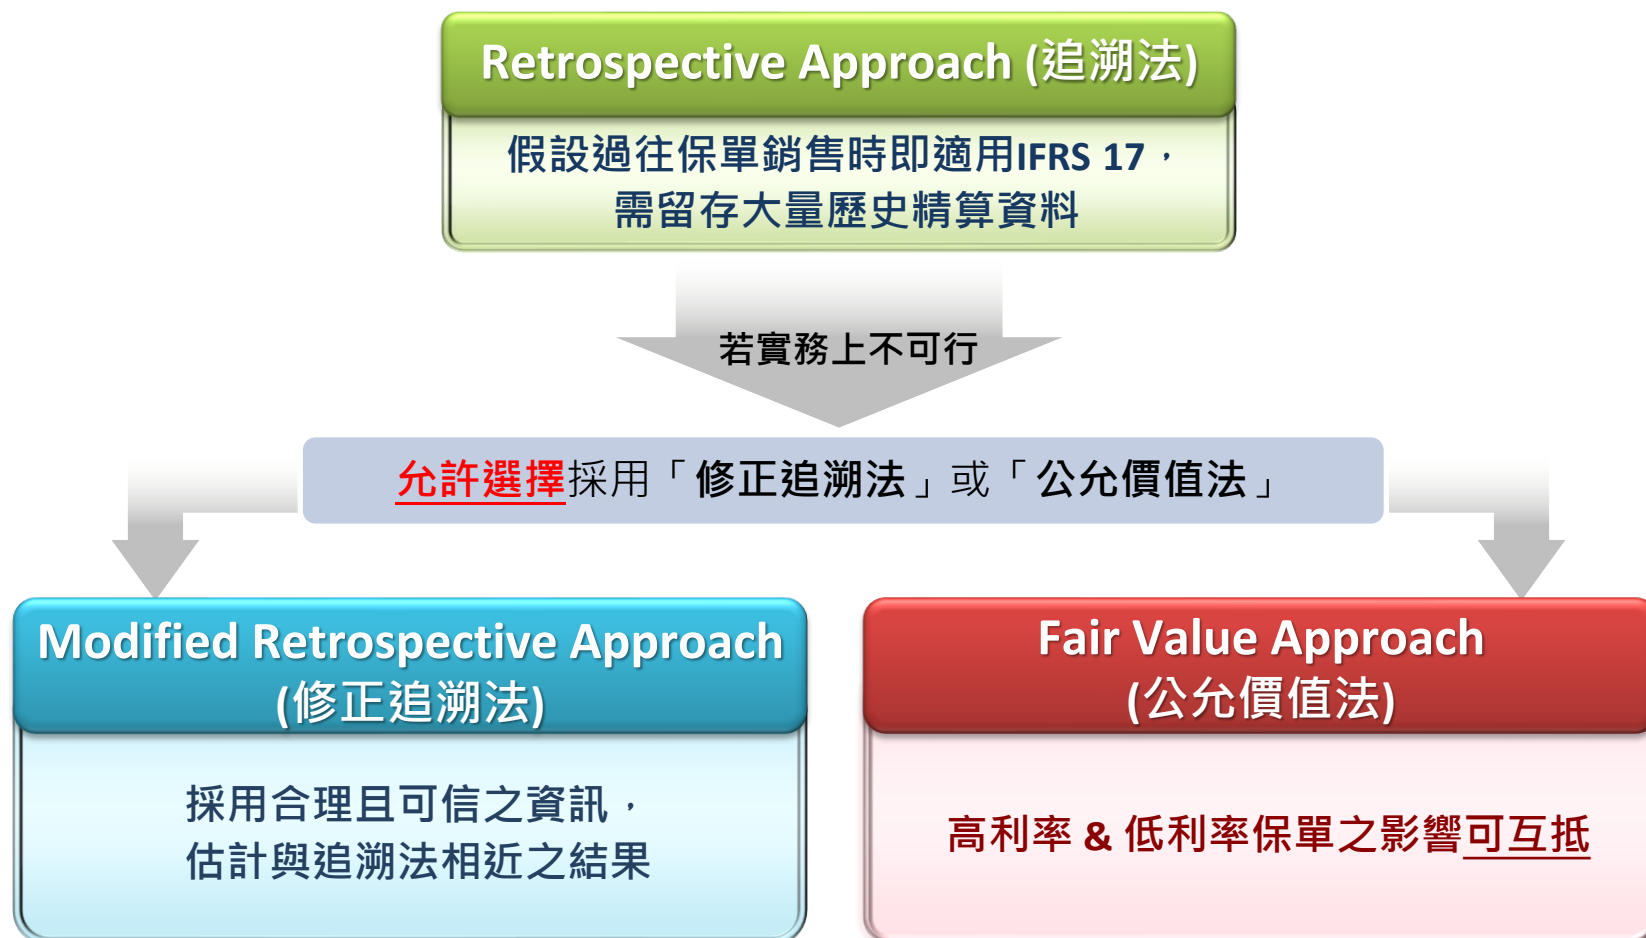 Retrospective Approach (追溯法)
假設過往保單銷售時即適用IFRS 17，
需留存大量歷史精算資料
若實務上不可行
允許選擇採用「修正追溯法」或「公允價值法」
Modified Retrospective Approach
(修正追溯法)
採用合理且可信之資訊，
估計與追溯法相近之結果
Fair Value Approach
(公允價值法)
高利率 & 低利率保單之影響可互抵